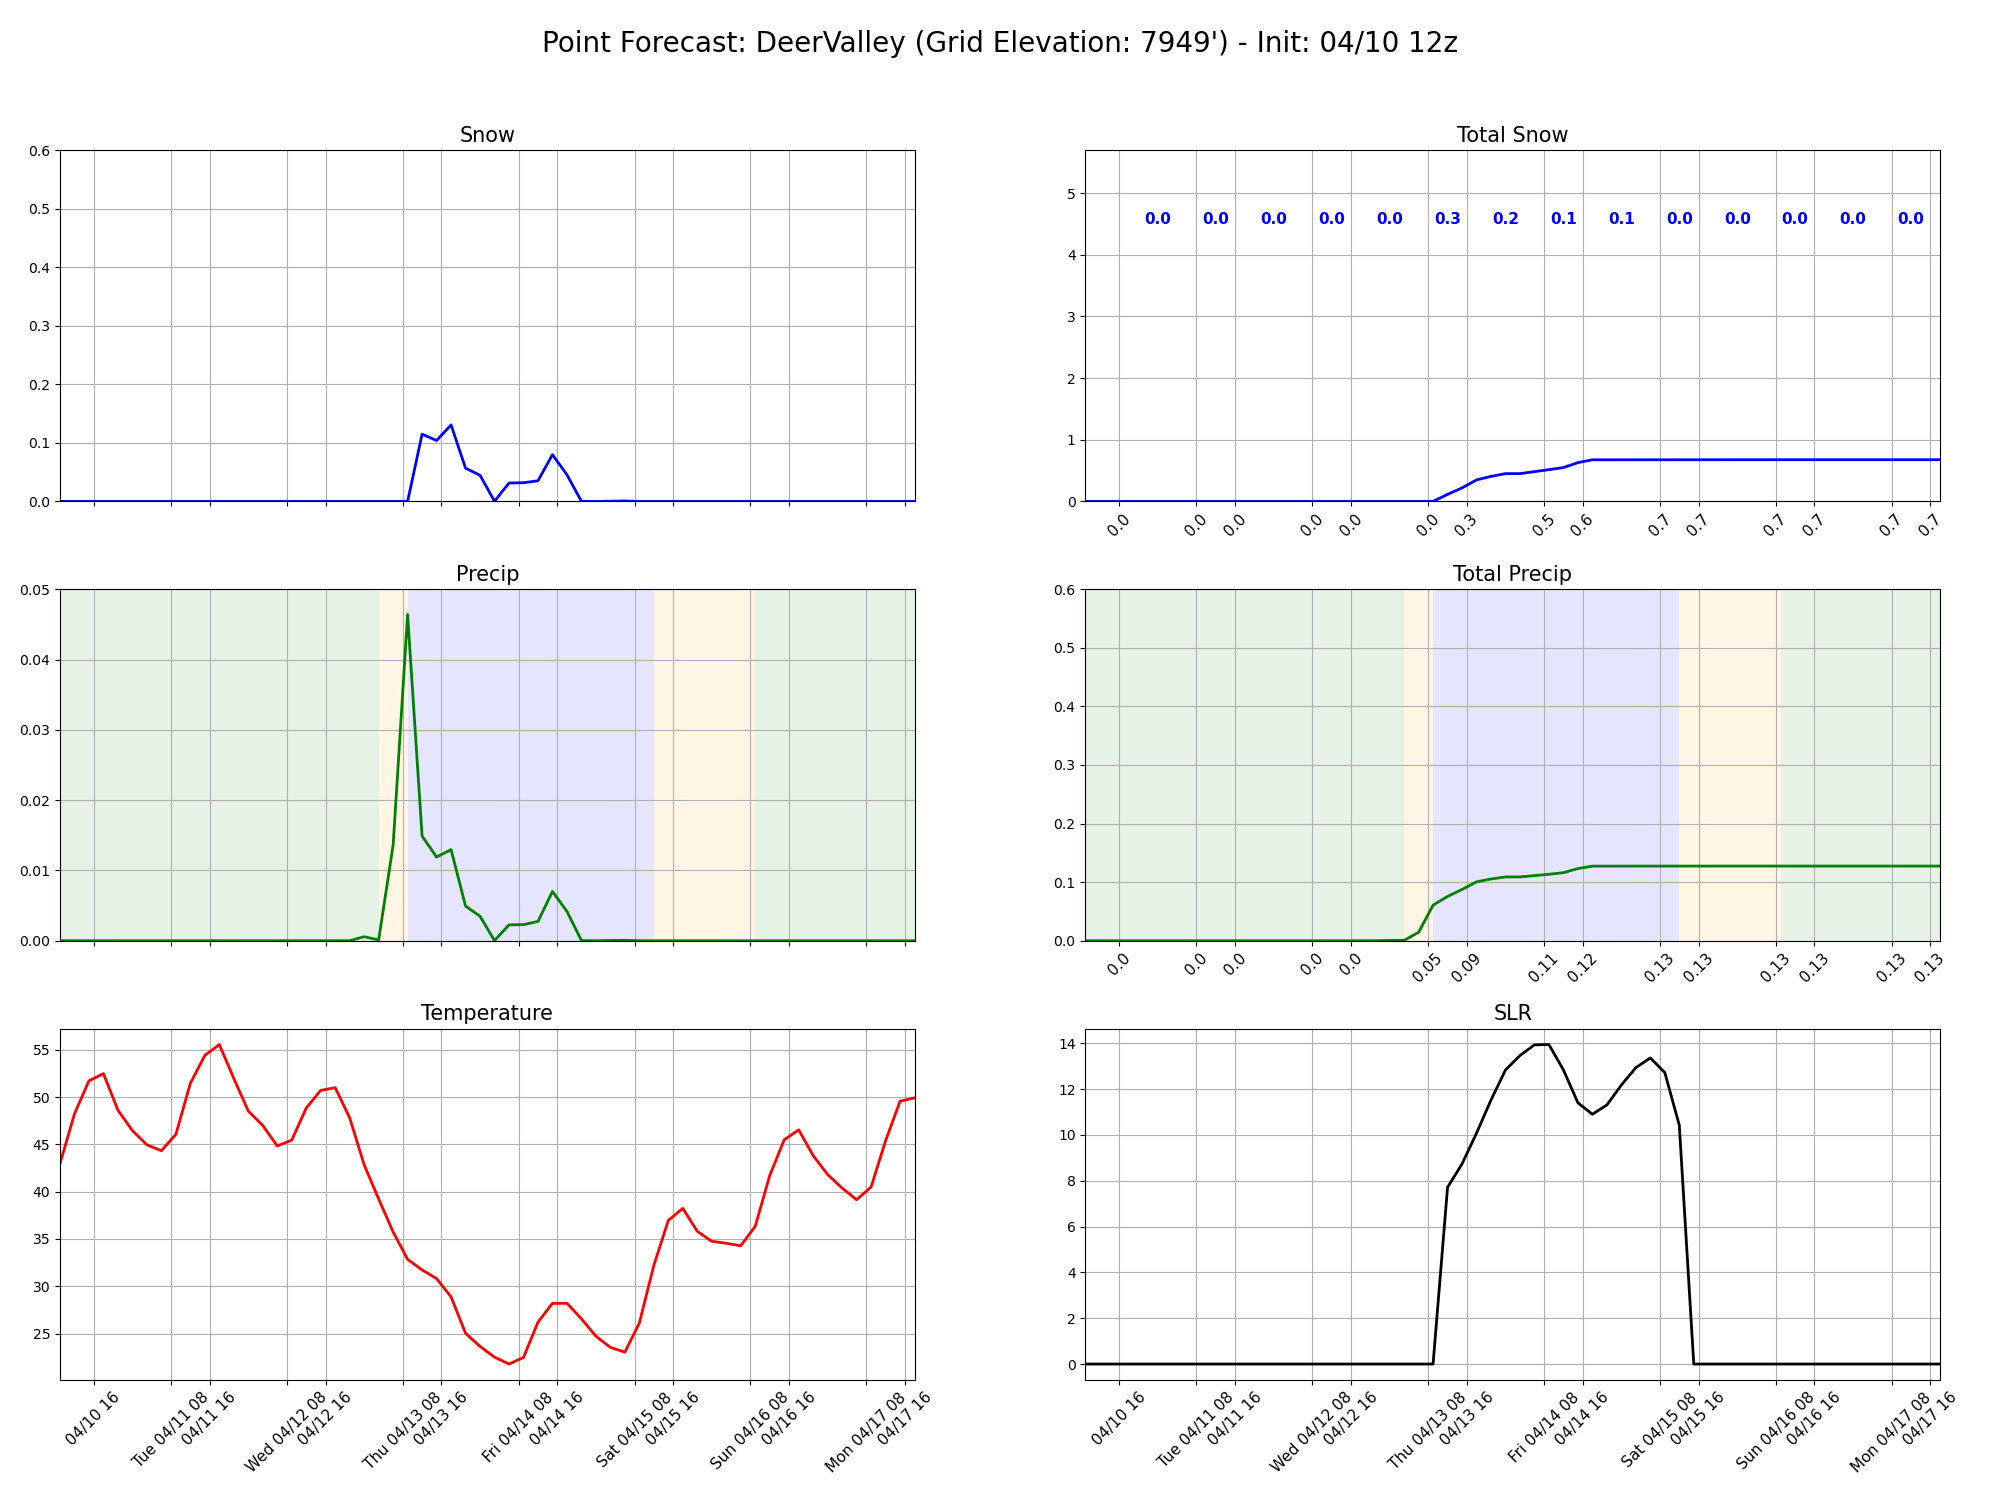 Point Forecast: DeerValley (Grid Elevation: 7949') - Init: 04/10 12z
Snow
0.6
0.5
0.4
0.3
0.2
0.1
0.0
Total Snow
5
4
3
2
1
0
0.0 0.0 0.0 0.0 0.0 0.3 0.2 0.1 0.1 0.0 0.0 0.0 0.0 0.0
0.0 0.0 0.0 0.0 0.0 0.0 0.3 0.5 0.6 0.7 0.7 0.7 0.7 0.7 0.7
Precip
0.05
0.04
0.03
0.02
0.01
0.00
Total Precip
0.6
0.5
0.4
0.3
0.2
0.1
0.0
0.0 0.0 0.0 0.0 0.0 0.05 0.09 0.11 0.12 0.13 0.13 0.13 0.13 0.13 0.13
Temperature
55
50
45
40
35
30
25
04/10 16
Tue 04/11 08
04/11 16
Wed 04/12 08
04/12 16
Thu 04/13 08
04/13 16
Fri 04/14 08
04/14 16
Sat 04/15 08
04/15 16
Sun 04/16 08
04/16 16
Mon 04/17 08
04/17 16
SLR
14
12
10
8
6
4
2
0
04/10 16
Tue 04/11 08
04/11 16
Wed 04/12 08
04/12 16
Thu 04/13 08
04/13 16
Fri 04/14 08
04/14 16
Sat 04/15 08
04/15 16
Sun 04/16 08
04/16 16
Mon 04/17 08
04/17 16